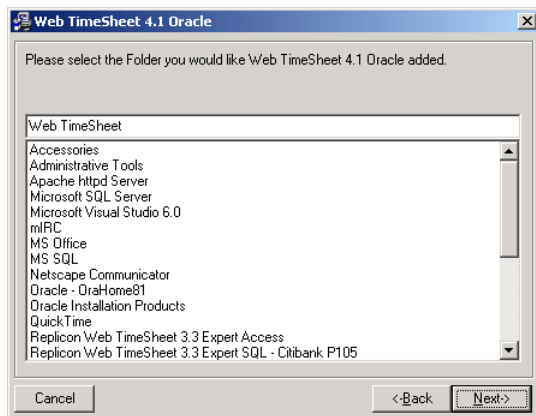 Web TimeSheet 4.1 Oracle
Please select the Folder you would like Web TimeSheet 4.1 Oracle added.
Web TimeSheet
Accessories
Administrative Tools
Apache httpd Server
Microsoft SQL Server
Microsoft Visual Studio 6.0
mIRC
MS Office
MS SQL
Netscape Communicator
Oracle - OraHome81
Oracle Installation Products
QuickTime
Replicon Web TimeSheet 3.3 Expert Access
Replicon Web TimeSheet 3.3 Expert SQL - Citibank P105
Cancel <-Back Next->